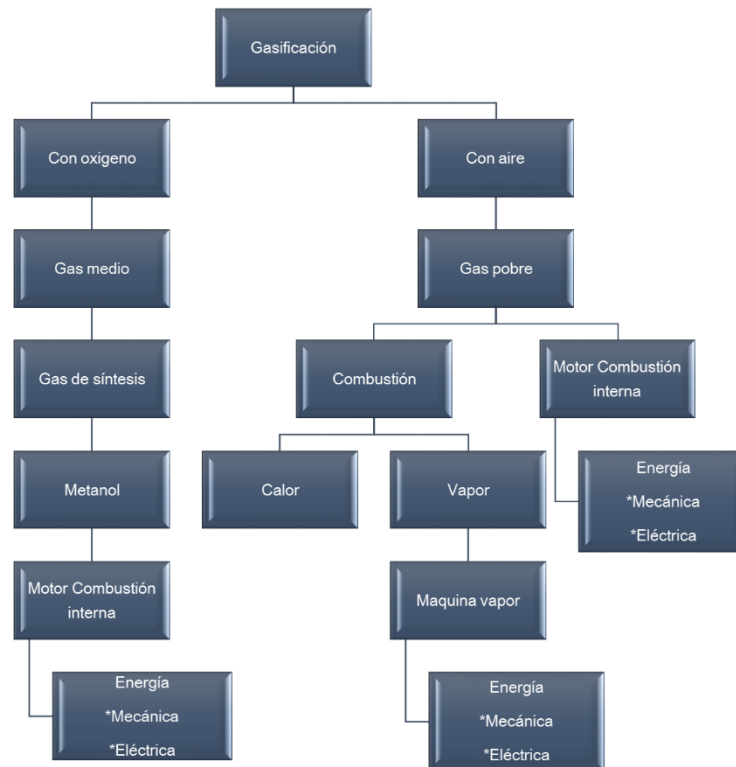 Gasificación
Con oxigeno
Con aire
Gas medio
Gas pobre
Gas de síntesis
Combustión
Motor Combustión
interna
Metanol
Calor
Vapor
Energía
*Mecánica
*Eléctrica
Motor Combustión
interna
Maquina vapor
Energía
*Mecánica
*Eléctrica
Energía
*Mecánica
*Eléctrica